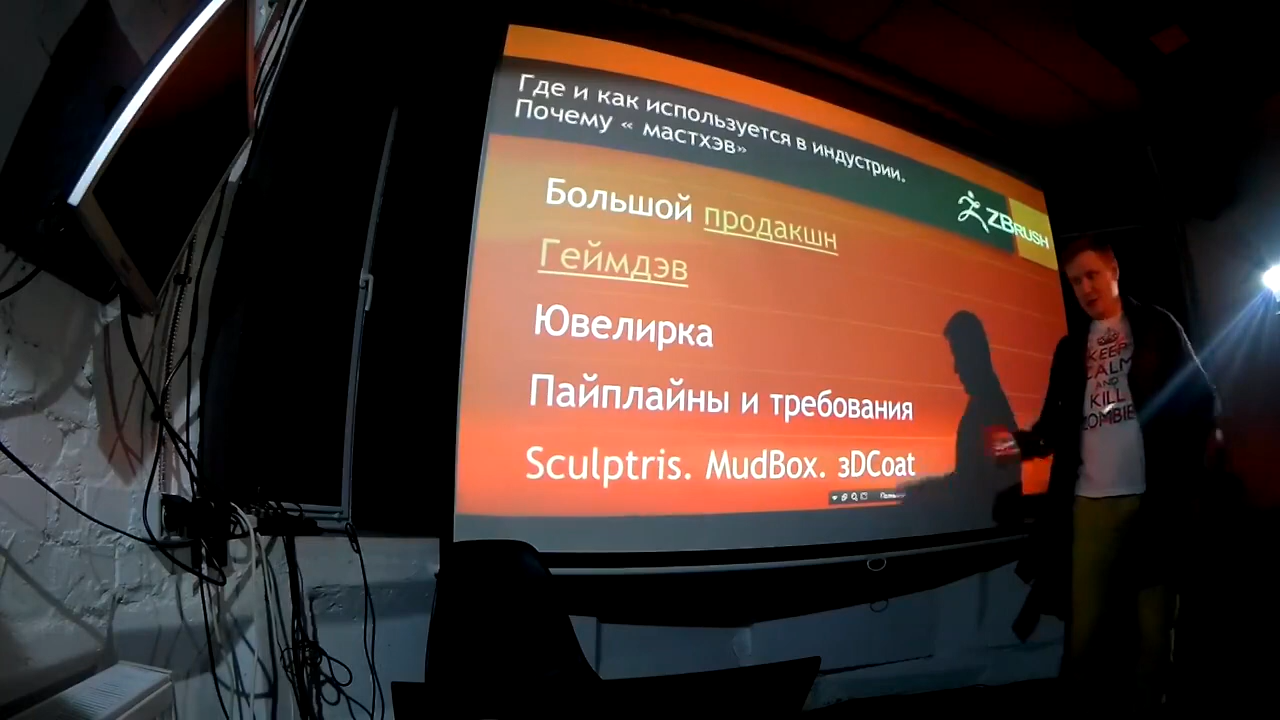 Где и как используется в индустрии.
Почему « мастхэв»
ZBRUSH
Большой продакшн
Геймдэв
Ювелирка
Пайплайны и требования
Sculptris. MudBox. 3DCoat
KEEP
CALM
AND
KILL
ZOMBIE